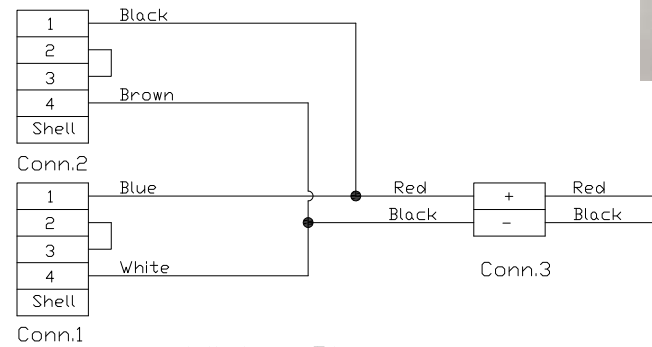 Black
1
2
3
Brown
4
Shell
Conn.2
Blue
1
Red
+
Red
2
Black
-
Black
3
White
4
Conn.3
Shell
Conn.1